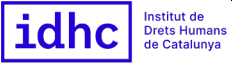 idhc
Institut de
Drets Humans
de Catalunya